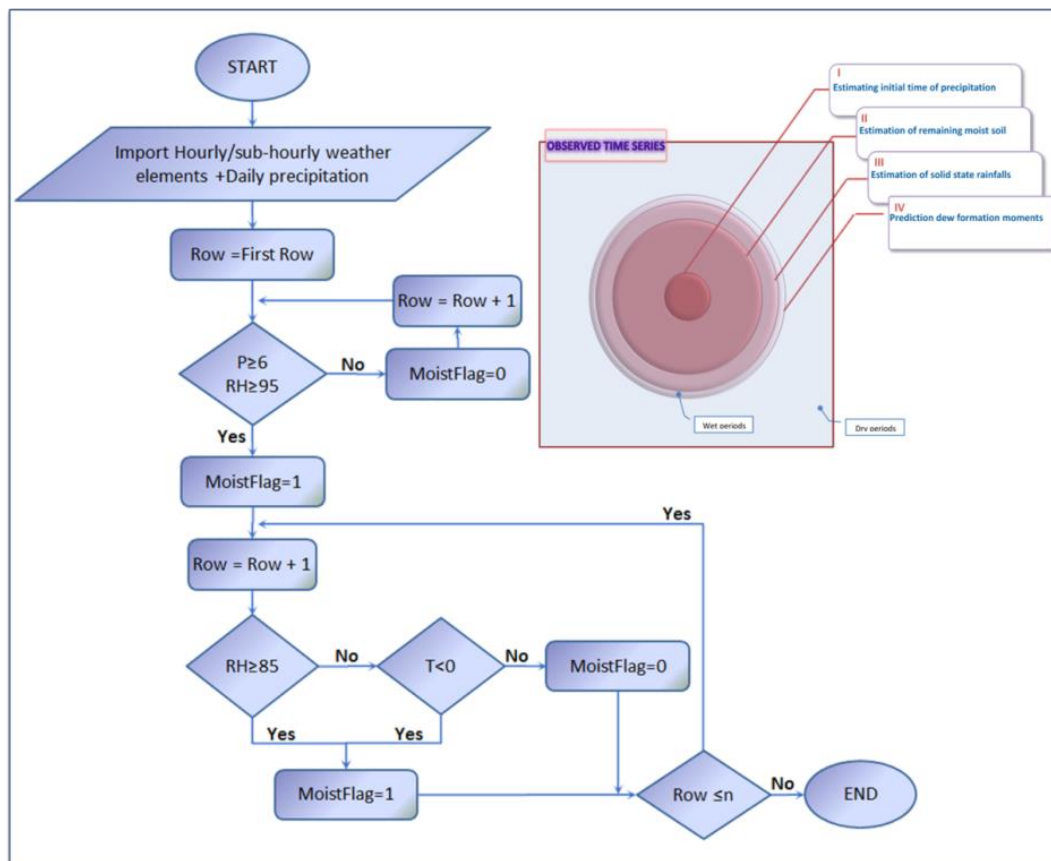 START
Import Hourly/sub-hourly weather
elements +Daily precipitation
Row =First Row
Row = Row + 1
P≥6
RH≥95
No
MoistFlag=0
Yes
MoistFlag=1
Yes
Row = Row + 1
RH≥85
No
T<0
No
MoistFlag=0
Yes
Yes
MoistFlag=1
Row ≤n
No
END
OBSERVED TIME SERIES
I
Estimating initial time of precipitation
II
Estimation of remaining moist soil
III
Estimation of solid state rainfalls
IV
Prediction dew formation moments
Wet oeriods
Drv oeriods